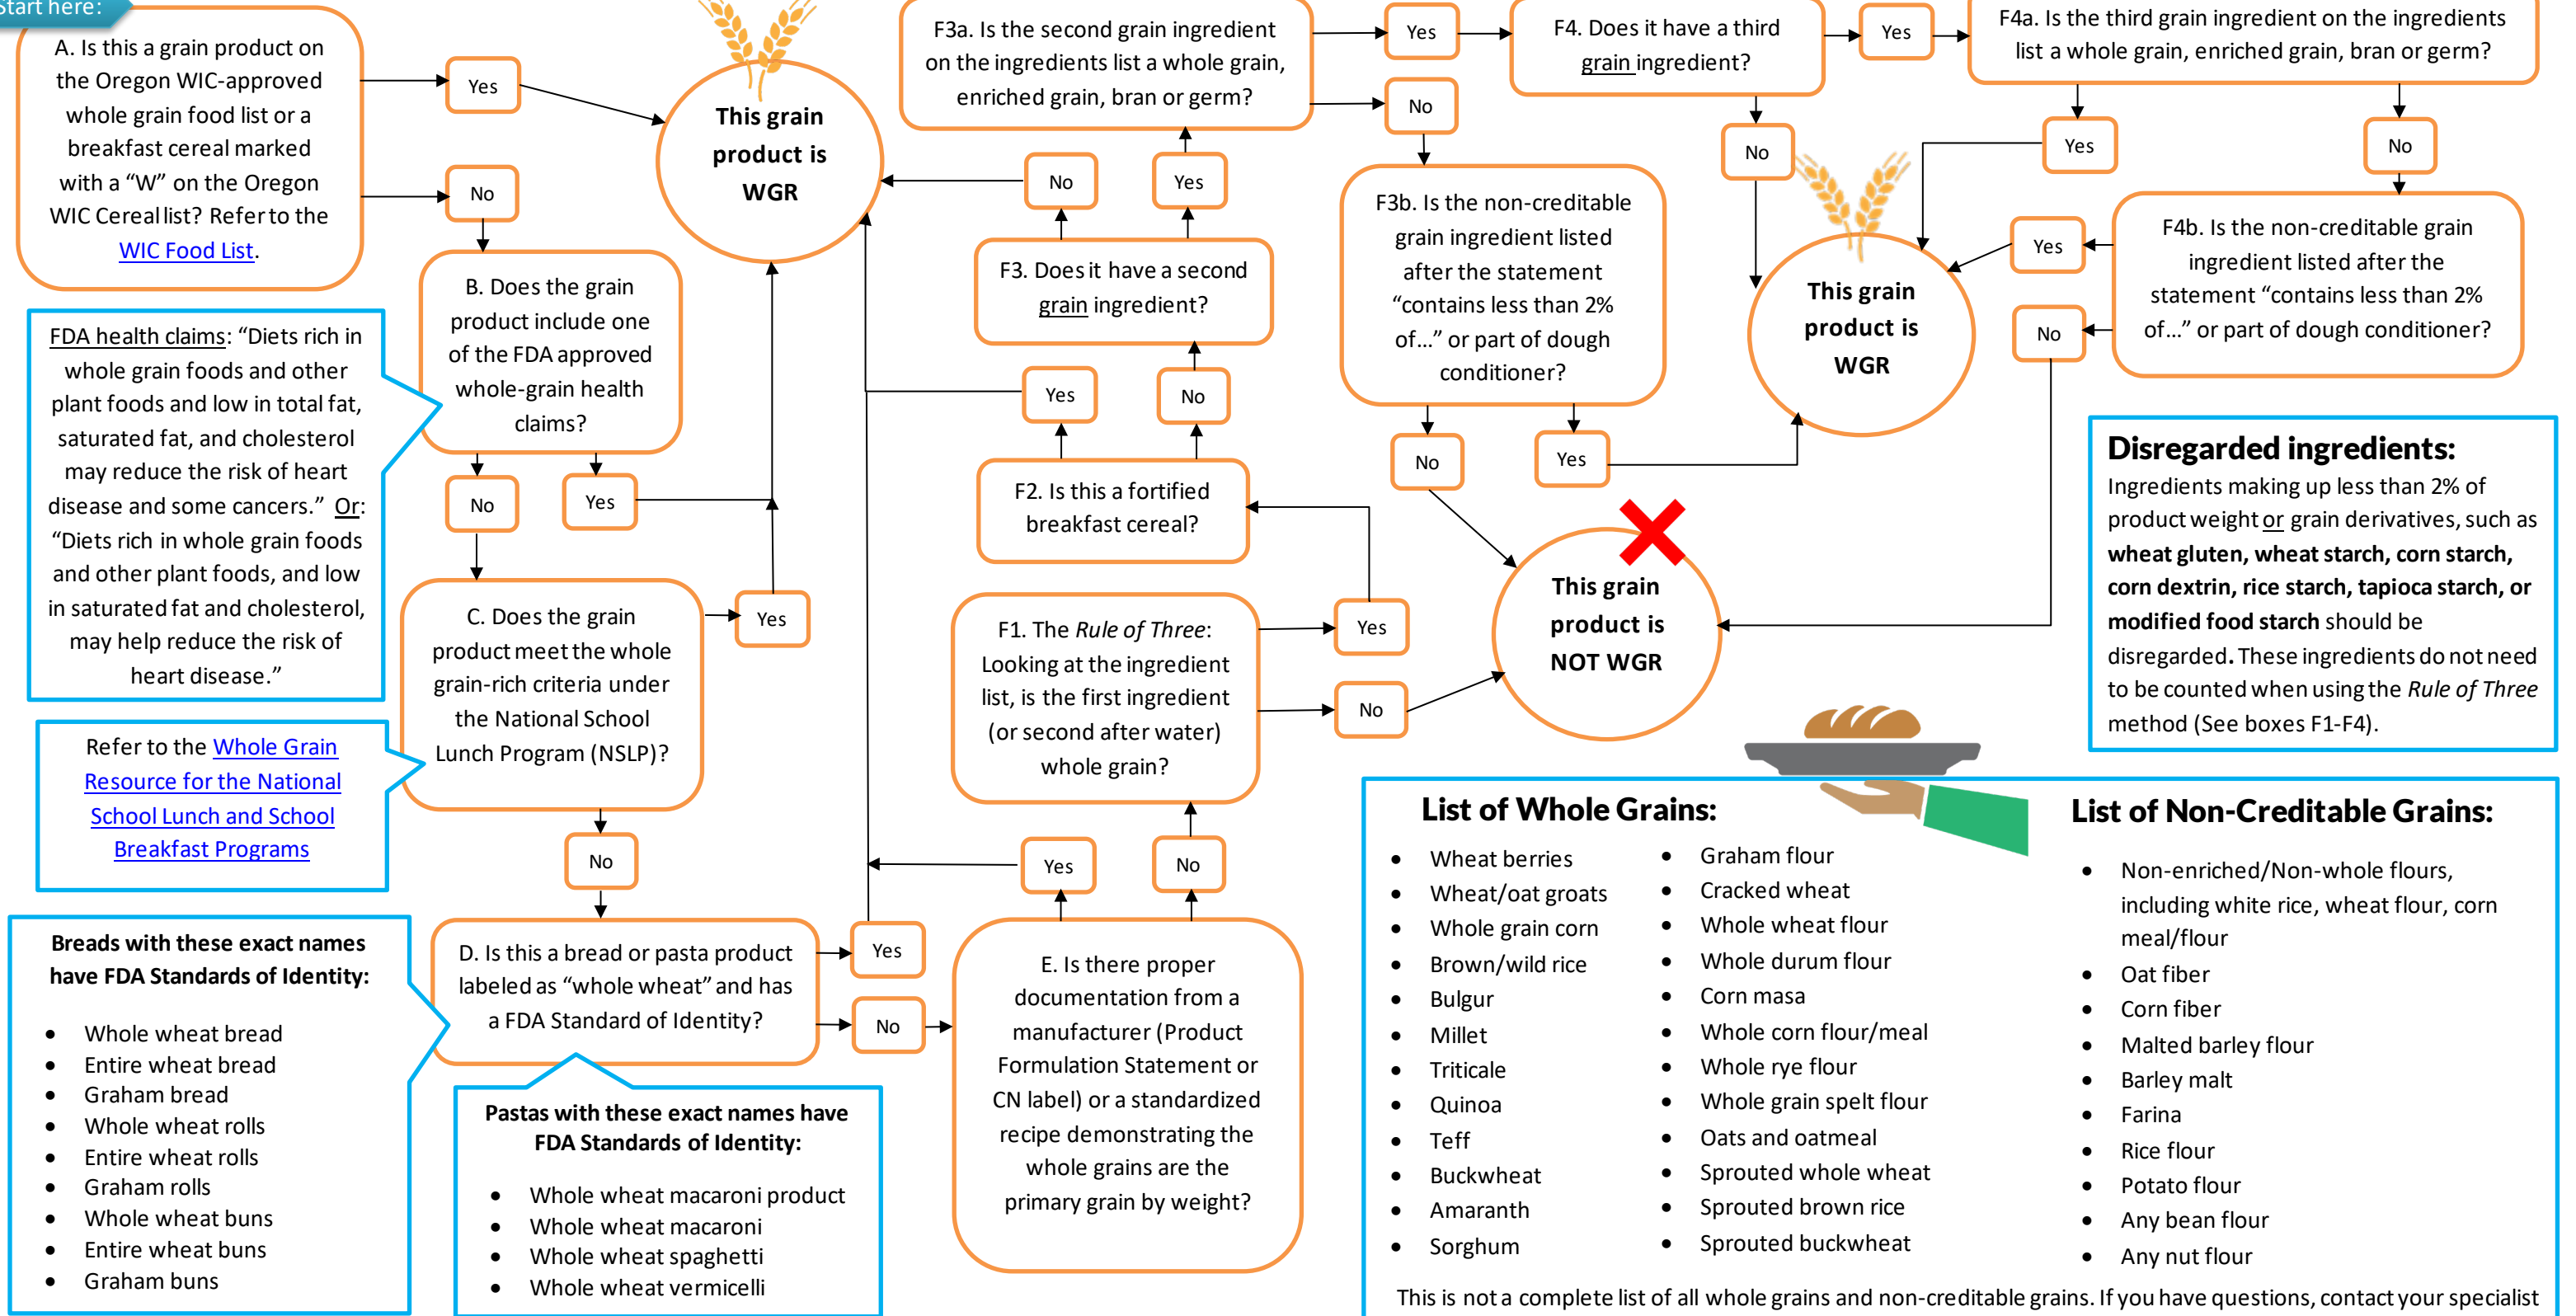 Start here:
A. Is this a grain product on
the Oregon WIC-approved
whole grain food list or a
breakfast cereal marked
with a “W” on the Oregon
WIC Cereal list? Refer to the
WIC Food List.
Yes
No
This grain
product is
WGR
B. Does the grain
product include one
of the FDA approved
whole-grain health
claims?
No
Yes
FDA health claims: “Diets rich in
whole grain foods and other
plant foods and low in total fat,
saturated fat, and cholesterol
may reduce the risk of heart
disease and some cancers.” Or:
“Diets rich in whole grain foods
and other plant foods, and low
in saturated fat and cholesterol,
may help reduce the risk of
heart disease.”
C. Does the grain
product meet the whole
grain-rich criteria under
the National School
Lunch Program (NSLP)?
Yes
No
Refer to the Whole Grain
Resource for the National
School Lunch and School
Breakfast Programs
D. Is this a bread or pasta product
labeled as “whole wheat” and has
a FDA Standard of Identity?
Yes
No
Breads with these exact names
have FDA Standards of Identity:
• Whole wheat bread
• Entire wheat bread
• Graham bread
• Whole wheat rolls
• Entire wheat rolls
• Graham rolls
• Whole wheat buns
• Entire wheat buns
• Graham buns
Pastas with these exact names have
FDA Standards of Identity:
• Whole wheat macaroni product
• Whole wheat macaroni
• Whole wheat spaghetti
• Whole wheat vermicelli
E. Is there proper
documentation from a
manufacturer (Product
Formulation Statement or
CN label) or a standardized
recipe demonstrating the
whole grains are the
primary grain by weight?
Yes
No
F1. The Rule of Three:
Looking at the ingredient
list, is the first ingredient
(or second after water)
whole grain?
Yes
No
F2. Is this a fortified
breakfast cereal?
Yes
No
F3. Does it have a second
grain ingredient?
No
Yes
F3a. Is the second grain ingredient
on the ingredients list a whole grain,
enriched grain, bran or germ?
Yes
No
F3b. Is the non-creditable
grain ingredient listed
after the statement
“contains less than 2%
of…” or part of dough
conditioner?
No
Yes
F4. Does it have a third
grain ingredient?
Yes
No
F4a. Is the third grain ingredient on the ingredients
list a whole grain, enriched grain, bran or germ?
Yes
No
F4b. Is the non-creditable grain
ingredient listed after the
statement “contains less than 2%
of…” or part of dough conditioner?
Yes
No
This grain
product is
WGR
This grain
product is
NOT WGR
Disregarded ingredients:
Ingredients making up less than 2% of
product weight or grain derivatives, such as
wheat gluten, wheat starch, corn starch,
corn dextrin, rice starch, tapioca starch, or
modified food starch should be
disregarded. These ingredients do not need
to be counted when using the Rule of Three
method (See boxes F1-F4).
List of Whole Grains:
• Wheat berries
• Wheat/oat groats
• Whole grain corn
• Brown/wild rice
• Bulgur
• Millet
• Triticale
• Quinoa
• Teff
• Buckwheat
• Amaranth
• Sorghum
• Graham flour
• Cracked wheat
• Whole wheat flour
• Whole durum flour
• Corn masa
• Whole corn flour/meal
• Whole rye flour
• Whole grain spelt flour
• Oats and oatmeal
• Sprouted whole wheat
• Sprouted brown rice
• Sprouted buckwheat
List of Non-Creditable Grains:
• Non-enriched/Non-whole flours,
including white rice, wheat flour, corn
meal/flour
• Oat fiber
• Corn fiber
• Malted barley flour
• Barley malt
• Farina
• Rice flour
• Potato flour
• Any bean flour
• Any nut flour
This is not a complete list of all whole grains and non-creditable grains. If you have questions, contact your specialist